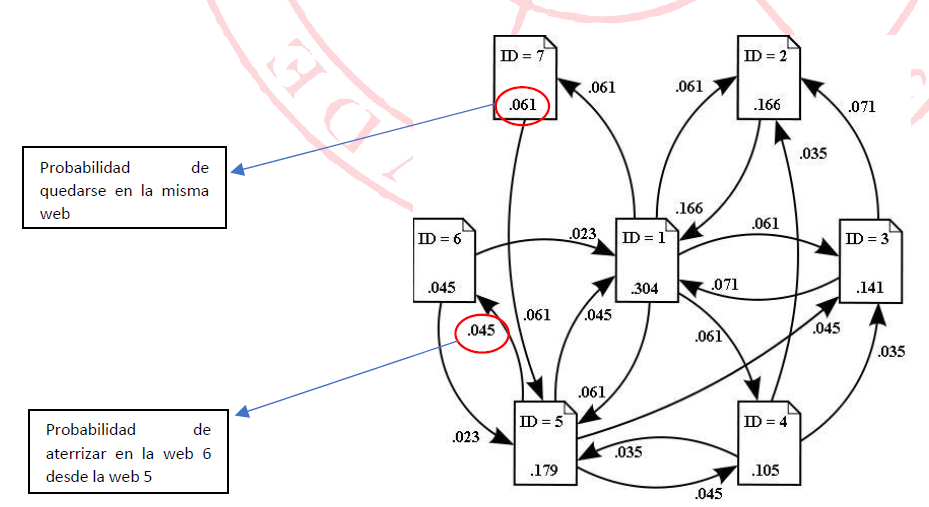 ID = 7
.061
ID = 2
.166
.061
.061
.071
.035
Probabilidad de
quedarse en la misma
web
.166
ID = 6
.045
.023
ID = 1
.304
.061
.071
ID = 3
.141
.045
.061
.045
.061
.045
.035
Probabilidad de
aterrizar en la web 6
desde la web 5
.023
.061
ID = 5
.179
.035
ID = 4
.105
.045